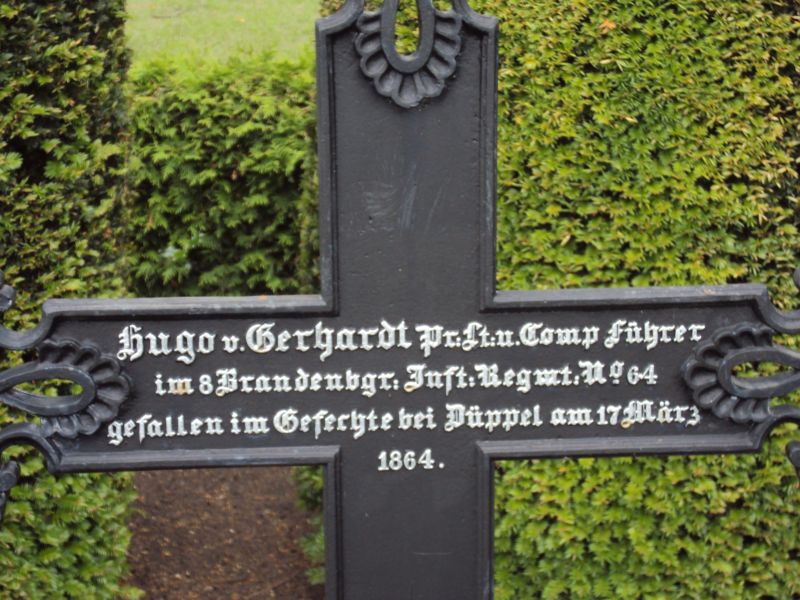 Hugo v. Gerhardt Pr: Lt: u. Comp Führer
im 8 Brandenbgr: Inft: Regmt: No 64
gefallen im Gefechte bei Düppel am 17 März
1864.